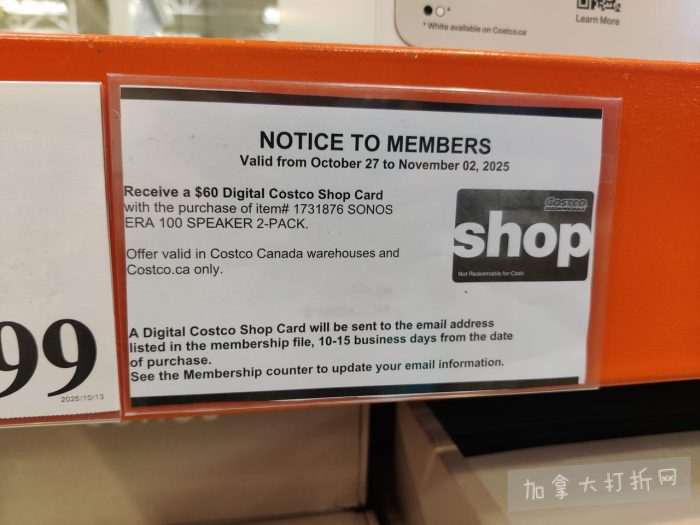 * White available on Costco.ca
Learn More
NOTICE TO MEMBERS
Valid from October 27 to November 02, 2025
Receive a $60 Digital Costco Shop Card
with the purchase of item# 1731876 SONOS
ERA 100 SPEAKER 2-PACK.
Offer valid in Costco Canada warehouses and
Costco.ca only.
Costco
shop
Not Redeemable for Cash
A Digital Costco Shop Card will be sent to the email address
listed in the membership file, 10-15 business days from the date
of purchase.
See the Membership counter to update your email information.
99
2025/10/13
加拿大打折网